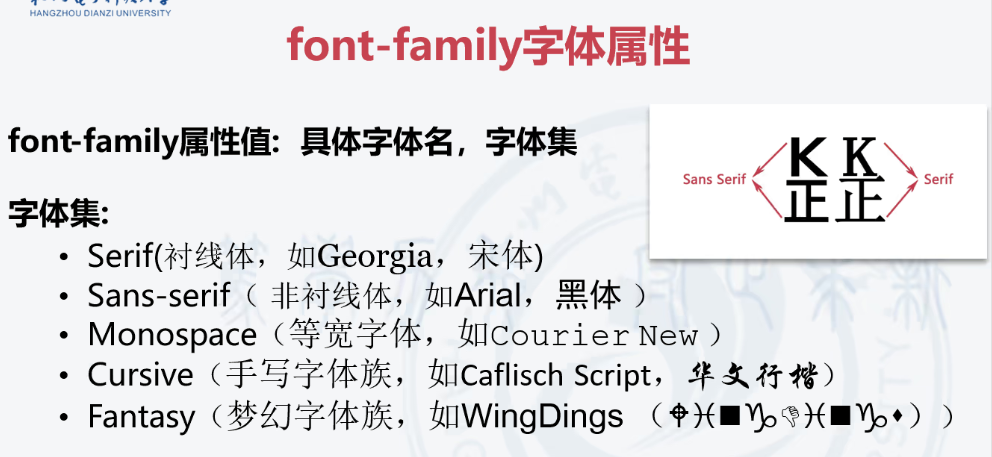 HANGZHOU DIANZI UNIVERSITY
font-family字体属性
font-family属性值：具体字体名，字体集
Sans Serif K K Serif
正 正
字体集:
• Serif(衬线体，如Georgia，宋体)
• Sans-serif（ 非衬线体，如Arial，黑体 ）
• Monospace（等宽字体，如Courier New ）
• Cursive（手写字体族，如Caflisch Script，华文行楷）
• Fantasy（梦幻字体族，如WingDings （⌖♓■♑👎♓■♑⬧））